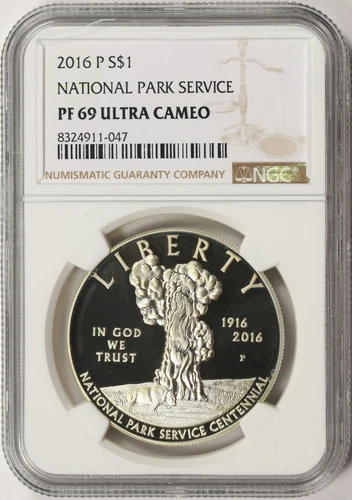 2016 P S$1
NATIONAL PARK SERVICE
PF 69 ULTRA CAMEO
8324911-047
NUMISMATIC GUARANTY COMPANY
NGC
LIBERTY
IN GOD
WE
TRUST
1916
2016
P
NATIONAL PARK SERVICE CENTENNIAL